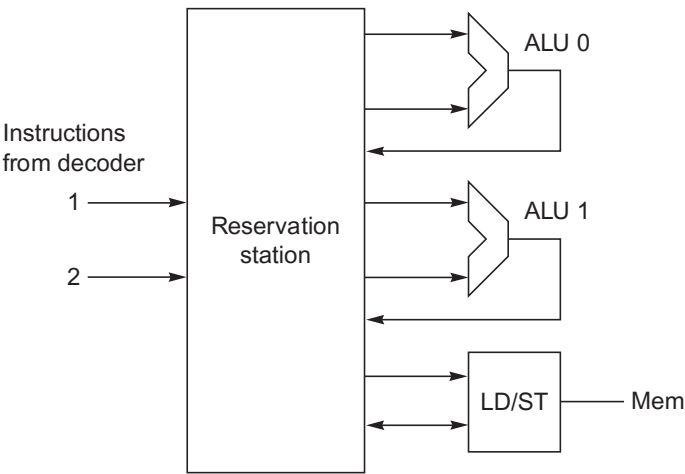 ALU 0
Instructions
from decoder
1
2
Reservation
station
ALU 1
LD/ST
Mem